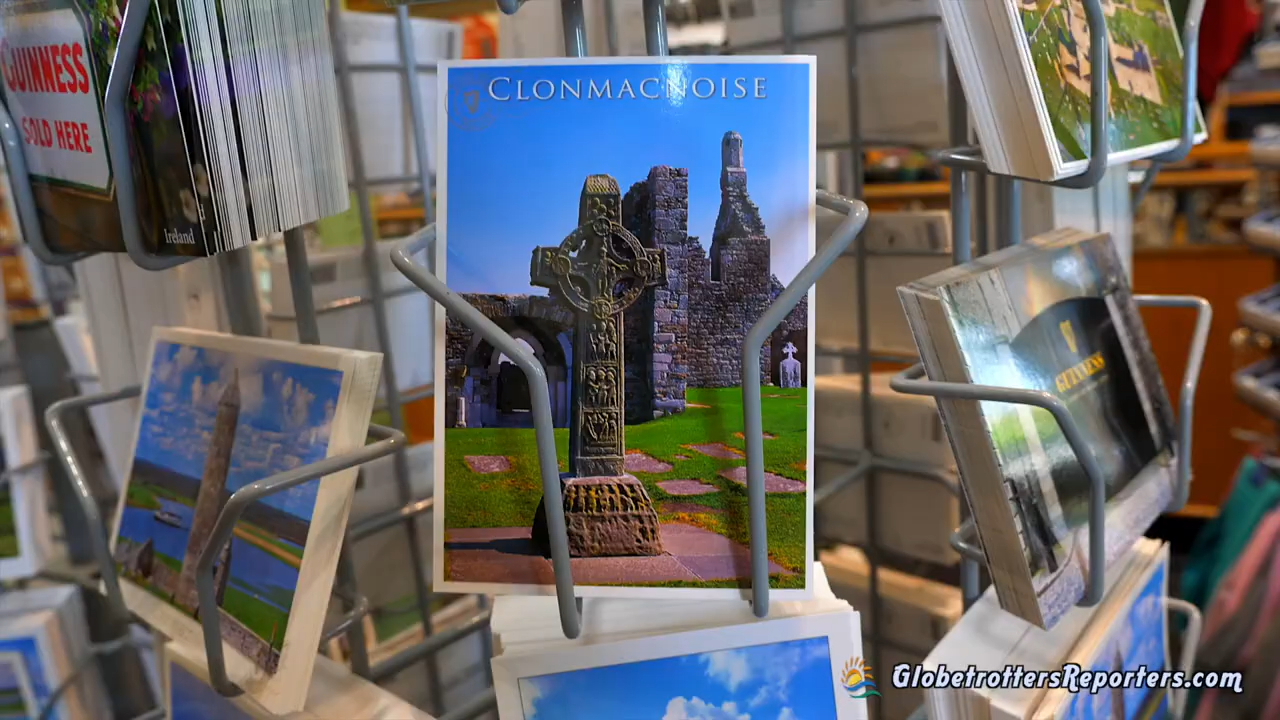 GUINNESS
SOLD HERE
Ireland
CLONMACNOISE
GUINNESS
GlobetrottersReporters.com